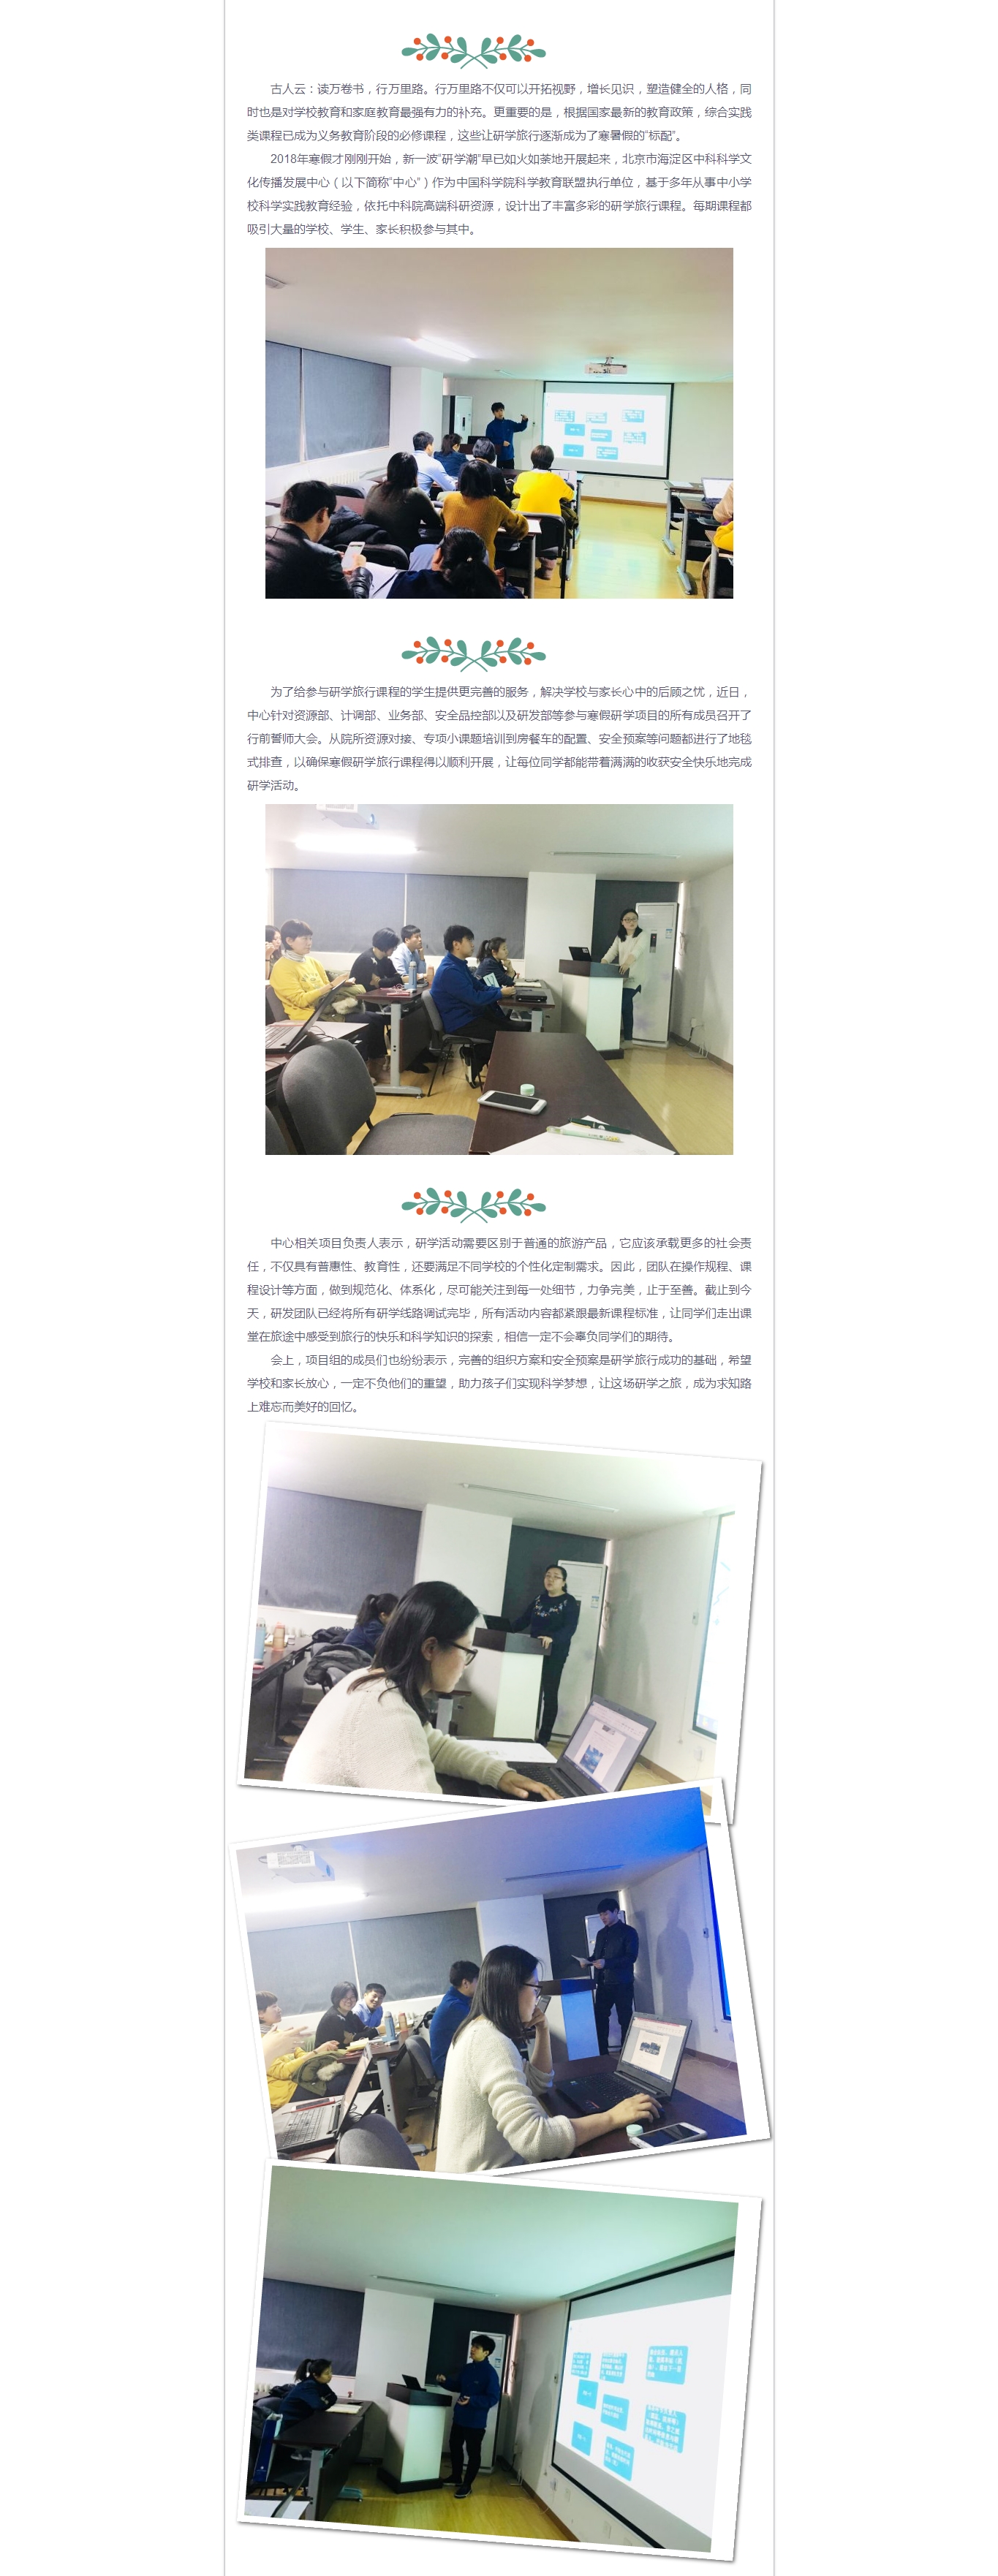 古人云：读万卷书，行万里路。行万里路不仅可以开拓视野，增长见识，塑造健全的人格，同
时也是对学校教育和家庭教育最强有力的补充。更重要的是，根据国家最新的教育政策，综合实践
类课程已成为义务教育阶段的必修课程，这些让研学旅行逐渐成为了寒暑假的“标配”。
2018年寒假才刚刚开始，新一波“研学潮”早已如火如荼地开展起来，北京市海淀区中科科学文
化传播发展中心（以下简称“中心”）作为中国科学院科学教育联盟执行单位，基于多年从事中小学
校科学实践教育经验，依托中科院高端科研资源，设计出了丰富多彩的研学旅行课程。每期课程都
吸引大量的学校、学生、家长积极参与其中。
为了给参与研学旅行课程的学生提供更完善的服务，解决学校与家长心中的后顾之忧，近日，
中心针对资源部、计调部、业务部、安全品控部以及研发部等参与寒假研学项目的所有成员召开了
行前誓师大会。从院所资源对接、专项小课题培训到房餐车的配置、安全预案等问题都进行了地毯
式排查，以确保寒假研学旅行课程得以顺利开展，让每位同学都能带着满满的收获安全快乐地完成
研学活动。
中心相关项目负责人表示，研学活动需要区别于普通的旅游产品，它应该承载更多的社会责
任，不仅具有普惠性、教育性，还要满足不同学校的个性化定制需求。因此，团队在操作规程、课
程设计等方面，做到规范化、体系化，尽可能关注到每一处细节，力争完美，止于至善。截止到今
天，研发团队已经将所有研学线路调试完毕，所有活动内容都紧跟最新课程标准，让同学们走出课
堂在旅途中感受到旅行的快乐和科学知识的探索，相信一定不会辜负同学们的期待。
会上，项目组的成员们也纷纷表示，完善的组织方案和安全预案是研学旅行成功的基础，希望
学校和家长放心，一定不负他们的重望，助力孩子们实现科学梦想，让这场研学之旅，成为求知路
上难忘而美好的回忆。